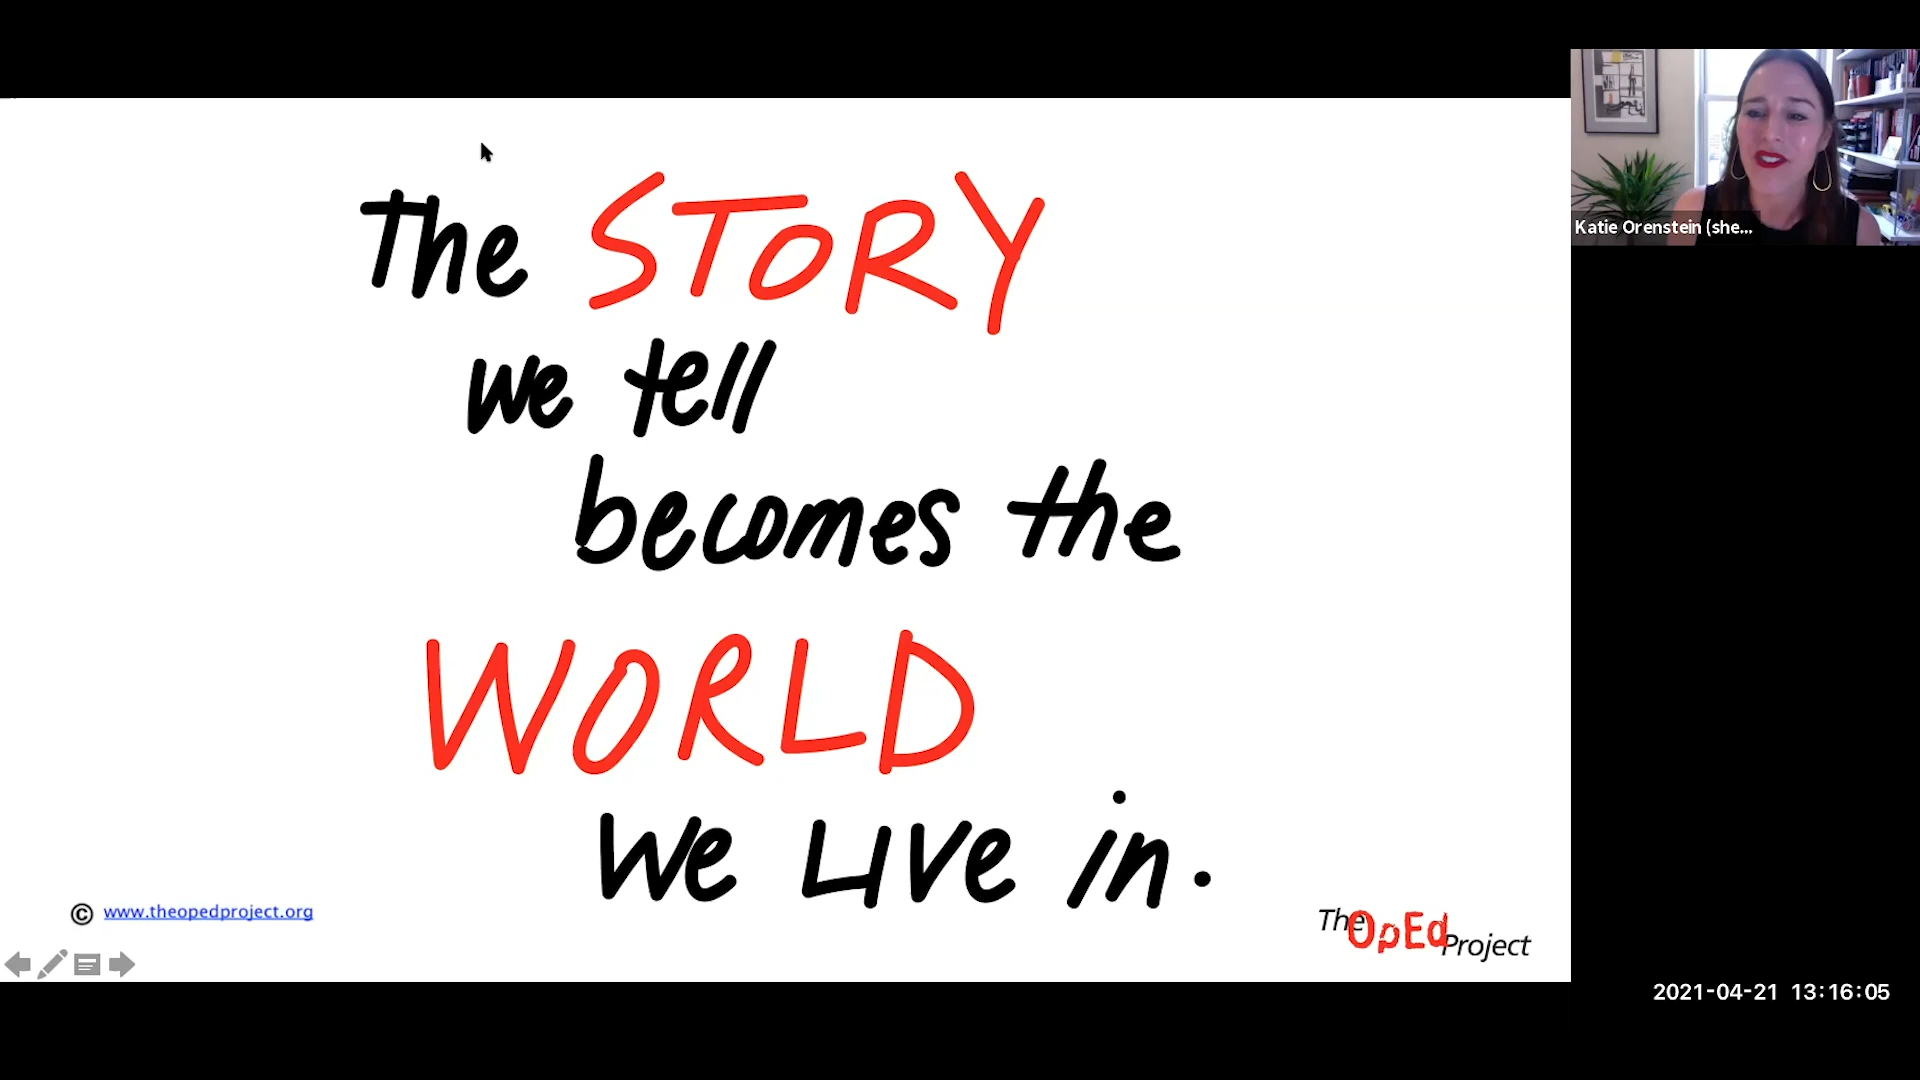 The STORY
we tell
becomes the
WORLD
we live in.
© www.theopedproject.org
The OpEd Project
Katie Orenstein (she...
2021-04-21 13:16:05